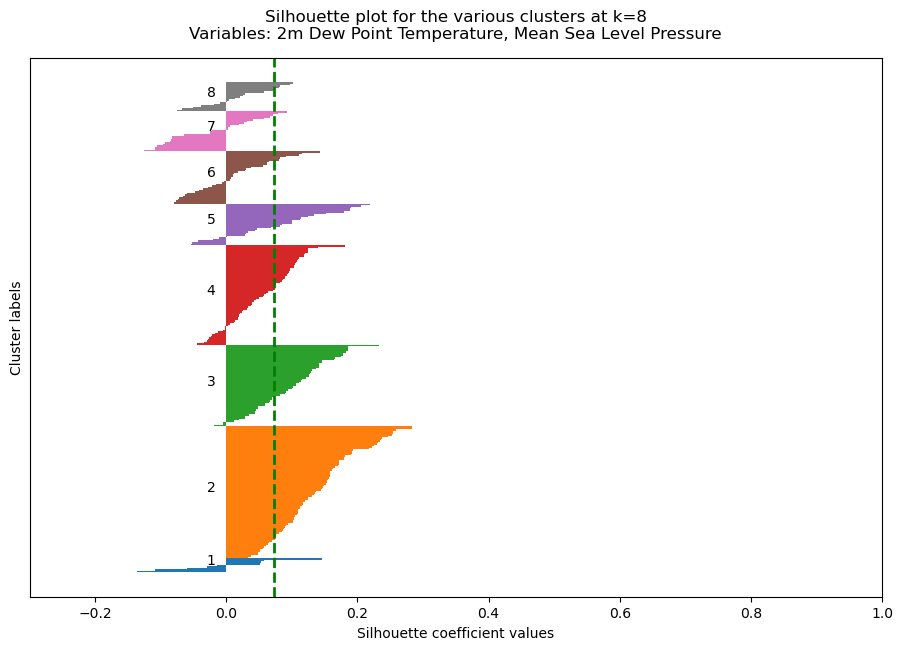 Silhouette plot for the various clusters at k=8
Variables: 2m Dew Point Temperature, Mean Sea Level Pressure
Cluster labels
8
7
6
5
4
3
2
1
−0.2 0.0 0.2 0.4 0.6 0.8 1.0
Silhouette coefficient values